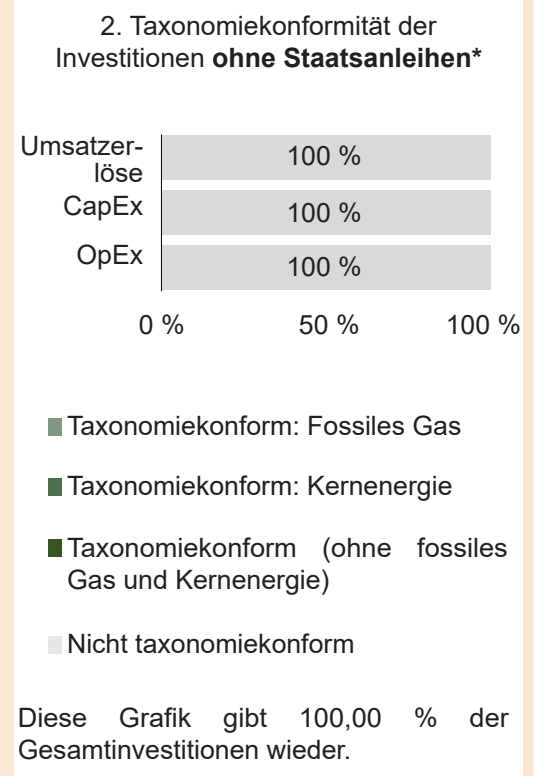 2. Taxonomiekonformität der
Investitionen ohne Staatsanleihen*
Umsatzer-
löse
100 %
CapEx
100 %
OpEx
100 %
0 %
50 %
100 %
Taxonomiekonform: Fossiles Gas
Taxonomiekonform: Kernenergie
Taxonomiekonform (ohne fossiles
Gas und Kernenergie)
Nicht taxonomiekonform
Diese Grafik gibt 100,00 % der
Gesamtinvestitionen wieder.